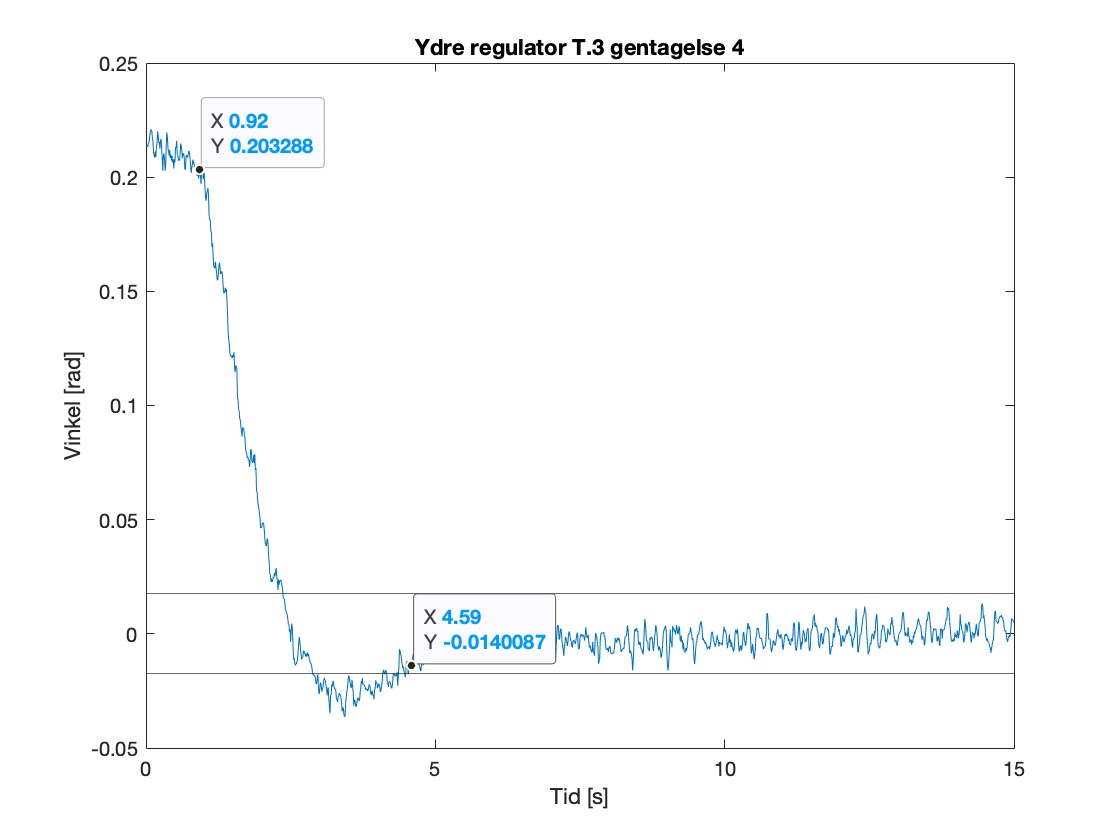 Ydre regulator T.3 gentagelse 4
0.25
0.2
0.15
0.1
0.05
0
-0.05
Vinkel [rad]
X 0.92
Y 0.203288
X 4.59
Y -0.0140087
0
5
10
15
Tid [s]